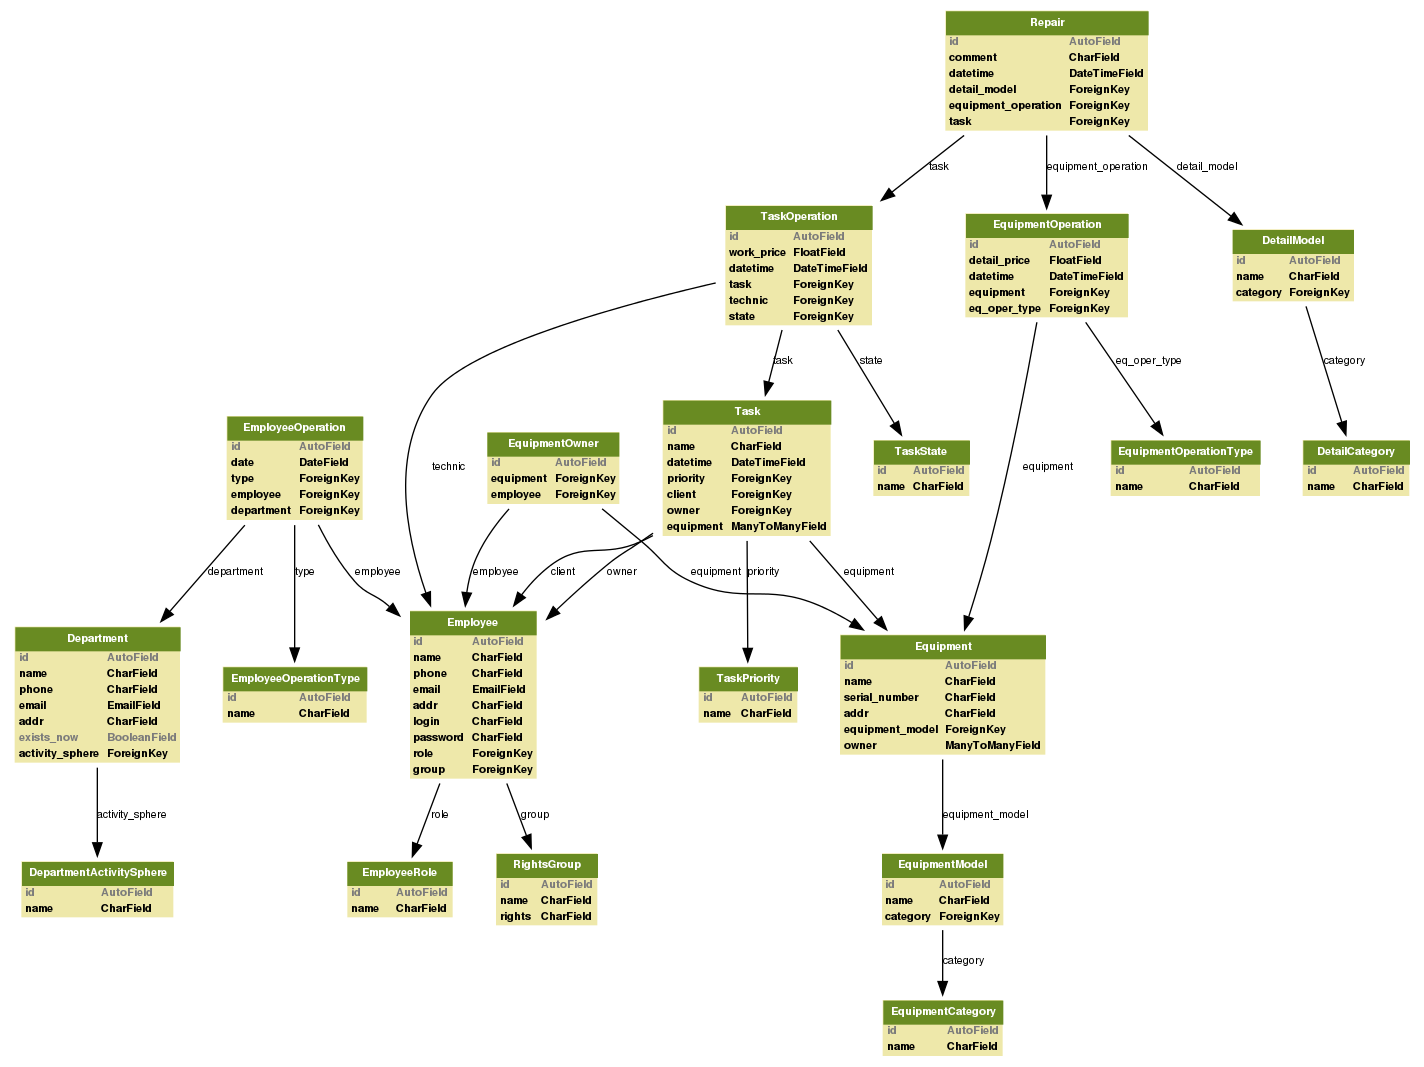 Repair
id AutoField
comment CharField
datetime DateTimeField
detail_model ForeignKey
equipment_operation ForeignKey
task ForeignKey
task
equipment_operation
detail_model
TaskOperation
id AutoField
work_price FloatField
datetime DateTimeField
task ForeignKey
technic ForeignKey
state ForeignKey
EquipmentOperation
id AutoField
detail_price FloatField
datetime DateTimeField
equipment ForeignKey
eq_oper_type ForeignKey
DetailModel
id AutoField
name CharField
category ForeignKey
task
state
eq_oper_type
category
EmployeeOperation
id AutoField
date DateField
type ForeignKey
employee ForeignKey
department ForeignKey
EquipmentOwner
id AutoField
equipment ForeignKey
employee ForeignKey
Task
id AutoField
name CharField
datetime DateTimeField
priority ForeignKey
client ForeignKey
owner ForeignKey
equipment ManyToManyField
TaskState
id AutoField
name CharField
EquipmentOperationType
id AutoField
name CharField
DetailCategory
id AutoField
name CharField
technic
equipment
department
type
employee
employee
client
owner
equipment
priority
equipment
Department
id AutoField
name CharField
phone CharField
email EmailField
addr CharField
exists_now BooleanField
activity_sphere ForeignKey
EmployeeOperationType
id AutoField
name CharField
Employee
id AutoField
name CharField
phone CharField
email EmailField
addr CharField
login CharField
password CharField
role ForeignKey
group ForeignKey
TaskPriority
id AutoField
name CharField
Equipment
id AutoField
name CharField
serial_number CharField
addr CharField
equipment_model ForeignKey
owner ManyToManyField
activity_sphere
role
group
equipment_model
DepartmentActivitySphere
id AutoField
name CharField
EmployeeRole
id AutoField
name CharField
RightsGroup
id AutoField
name CharField
rights CharField
EquipmentModel
id AutoField
name CharField
category ForeignKey
category
EquipmentCategory
id AutoField
name CharField